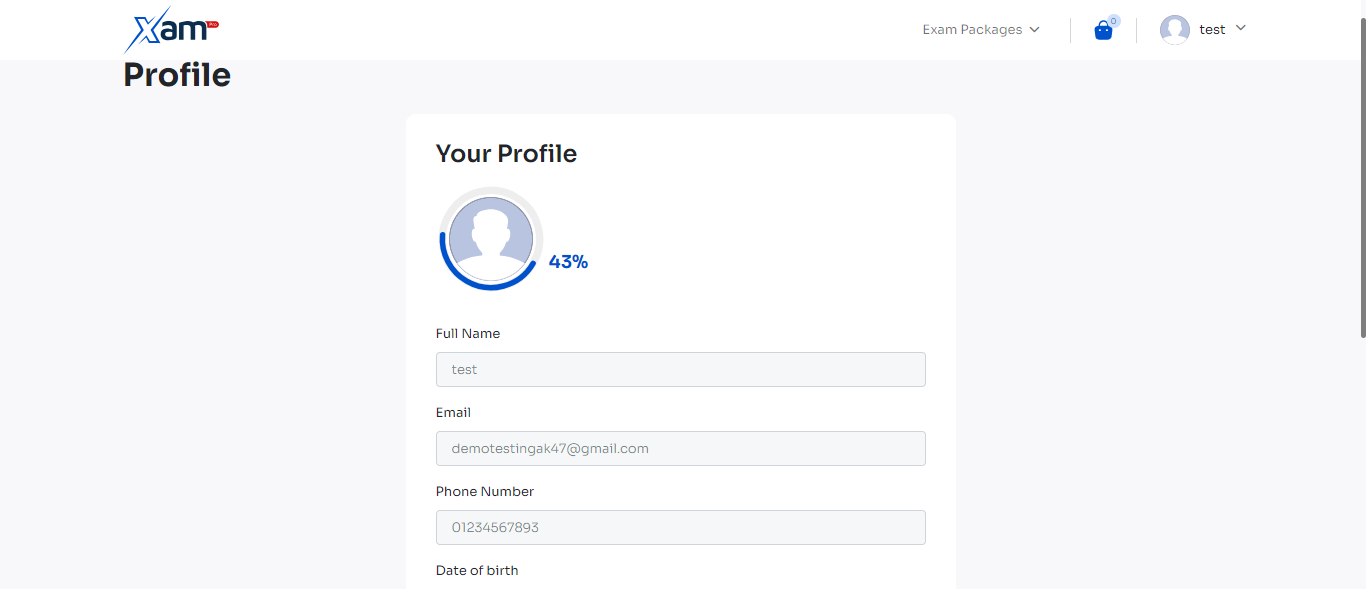 Xam Pro
Exam Packages
0
test
Profile
Your Profile
43%
Full Name
test
Email
demotestingak47@gmail.com
Phone Number
01234567893
Date of birth